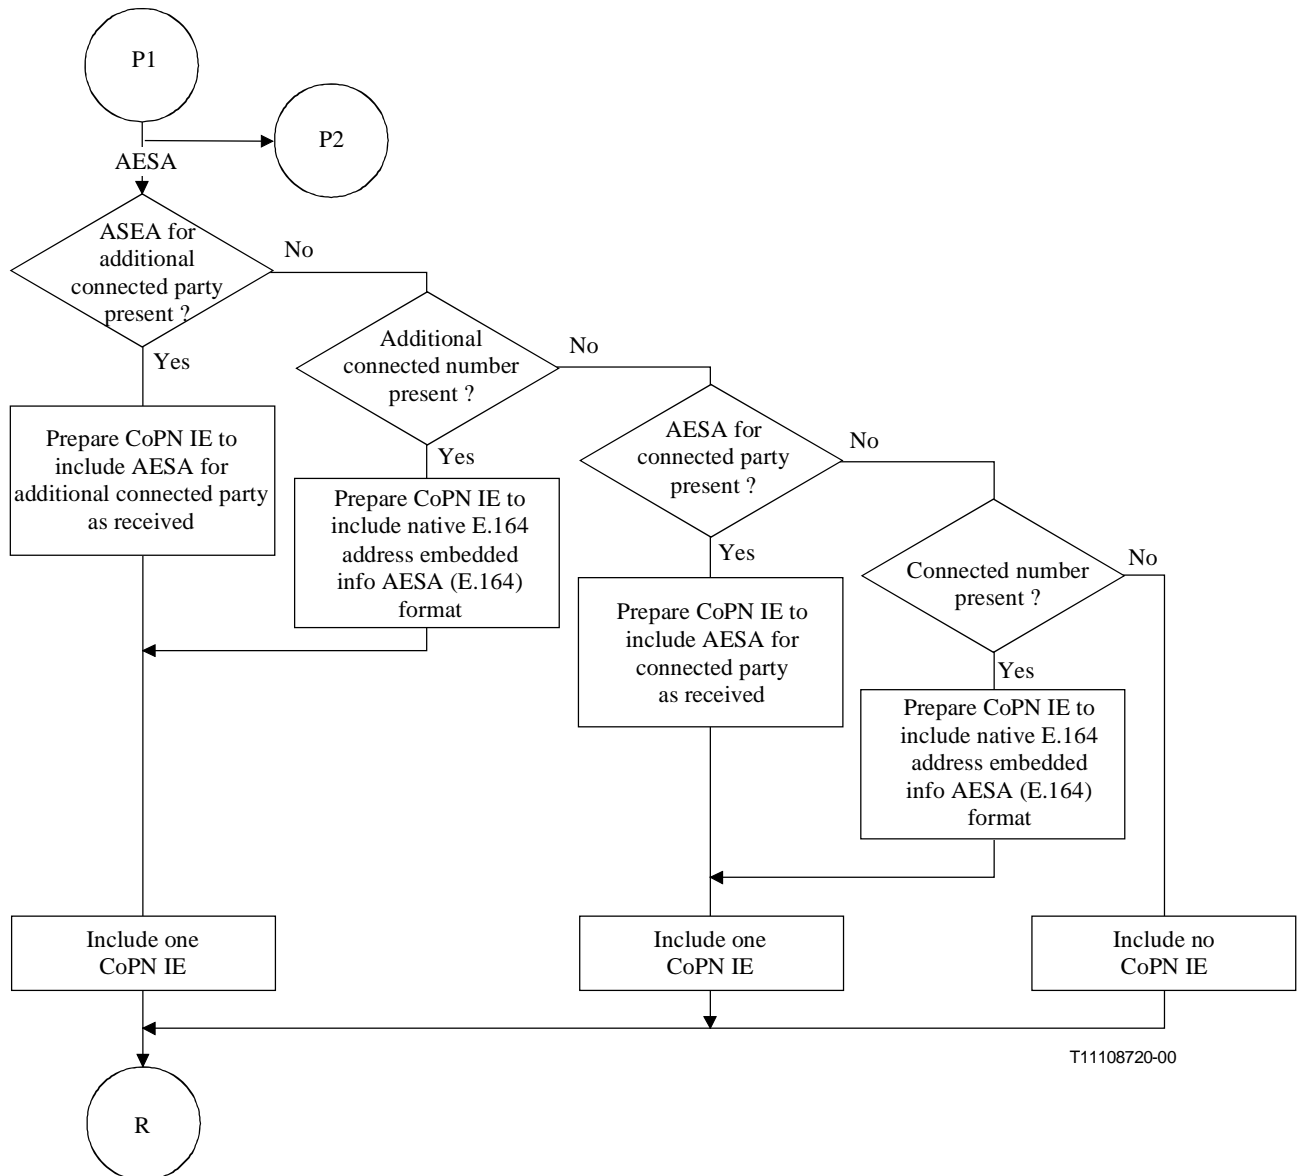 P1
P2
AESA
ASEA for
additional
connected party
present ?
No
Yes
Additional
connected number
present ?
No
Yes
Prepare CoPN IE to
include AESA for
additional connected party
as received
AESA for
connected party
present ?
No
Yes
Prepare CoPN IE to
include native E.164
address embedded
info AESA (E.164)
format
Connected number
present ?
No
Yes
Prepare CoPN IE to
include AESA for
connected party
as received
Prepare CoPN IE to
include native E.164
address embedded
info AESA (E.164)
format
Include one
CoPN IE
Include one
CoPN IE
Include no
CoPN IE
T11108720-00
R